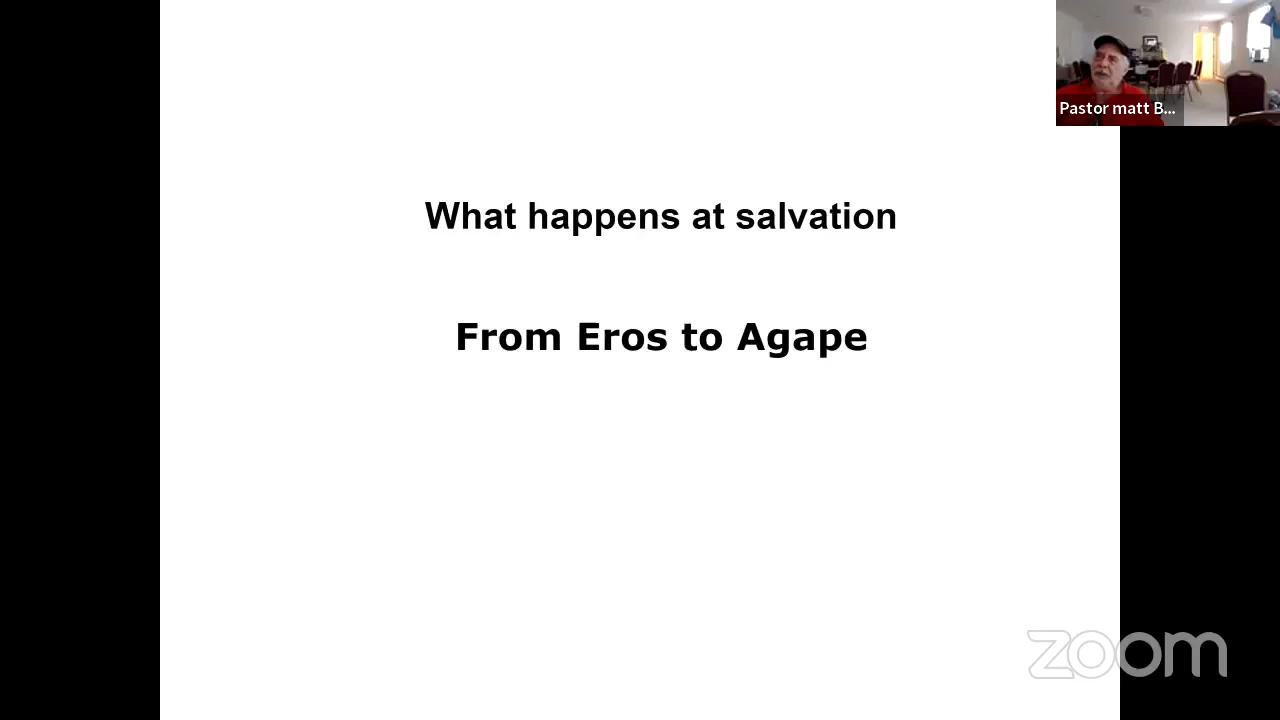 Pastor matt B...
What happens at salvation
From Eros to Agape
zoom